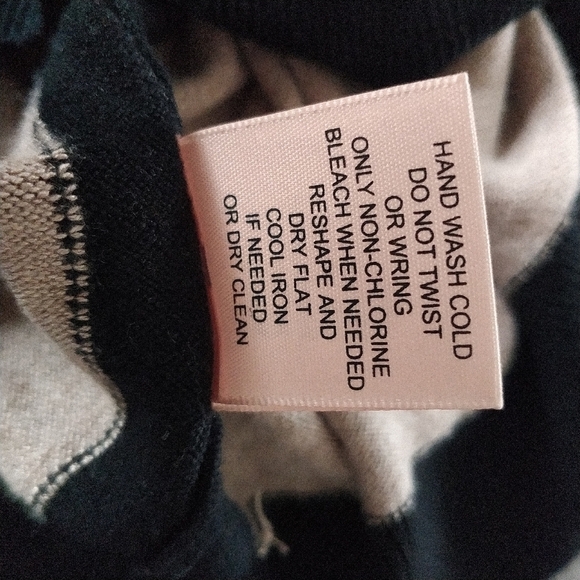 HAND WASH COLD
DO NOT TWIST
OR WRING
ONLY NON-CHLORINE
BLEACH WHEN NEEDED
RESHAPE AND
DRY FLAT
COOL IRON
IF NEEDED
OR DRY CLEAN